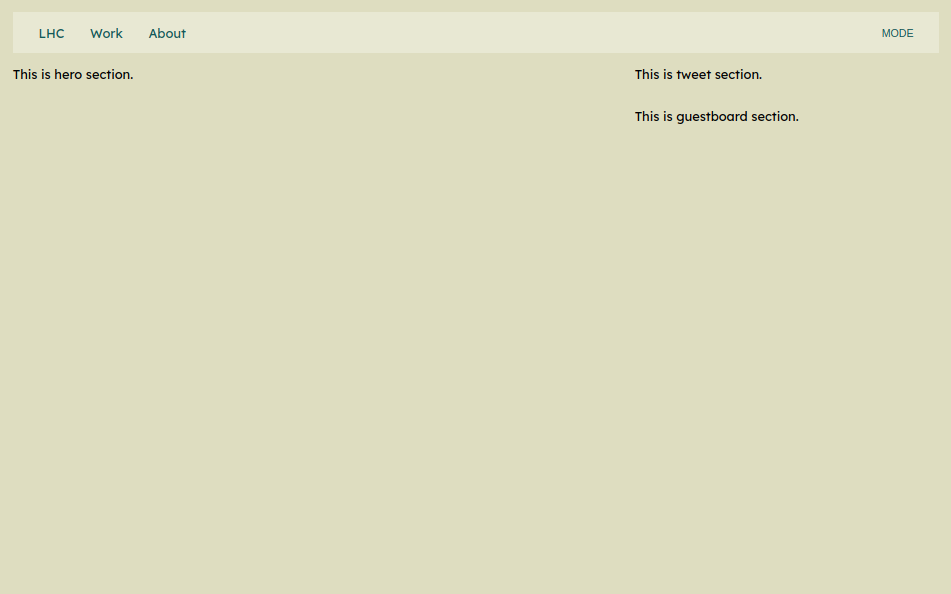 LHC Work About MODE
This is hero section.
This is tweet section.
This is guestboard section.